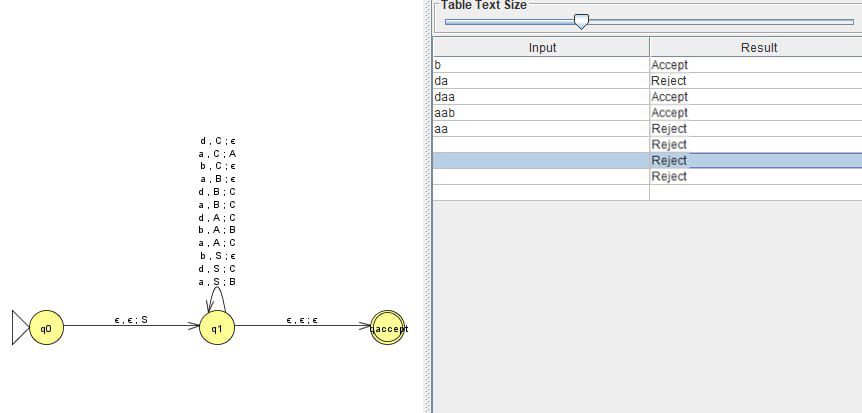 Table Text Size
Input Result
b Accept
da Reject
daa Accept
aab Accept
aa Reject
Reject
Reject
Reject
d , C ; ε
a , C ; A
b , C ; ε
a , B ; ε
d , B ; C
a , B ; C
d , A ; C
b , A ; B
a , A ; C
b , S ; ε
d , S ; C
a , S ; B
q0
ε , ε ; S
q1
ε , ε ; ε
qaccept